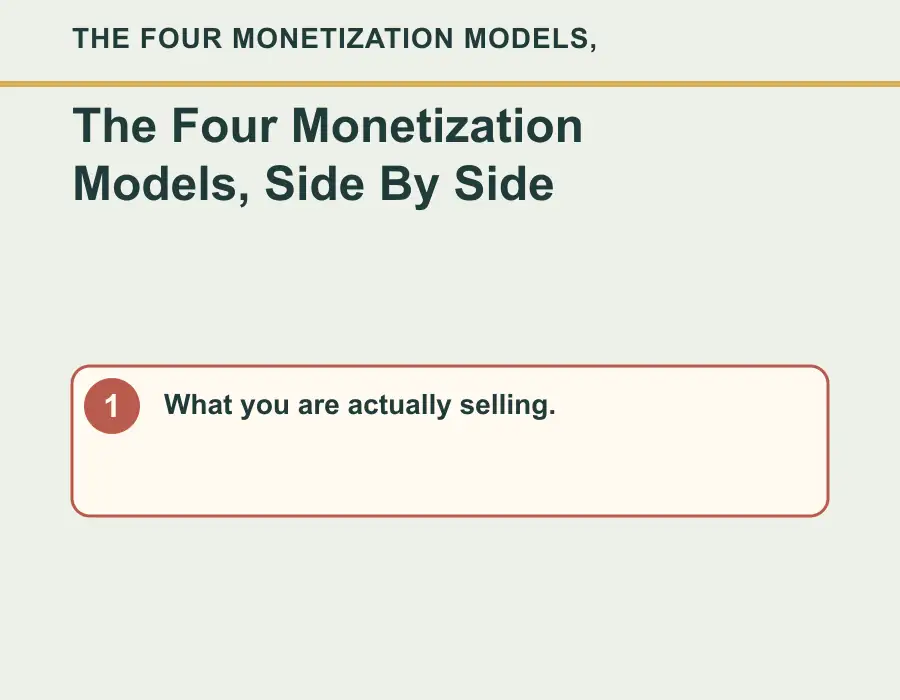 THE FOUR MONETIZATION MODELS,
The Four Monetization
Models, Side By Side
1
What you are actually selling.